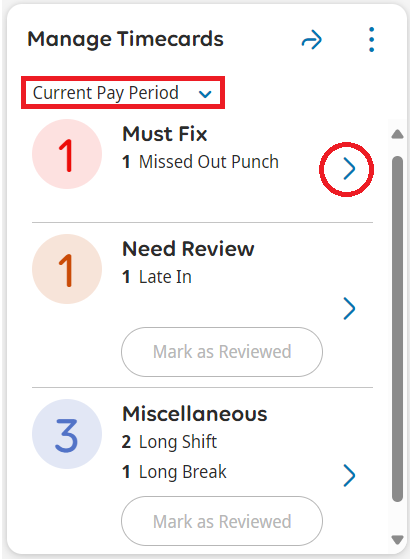 Manage Timecards
Current Pay Period
1
Must Fix
1 Missed Out Punch
1
Need Review
1 Late In
Mark as Reviewed
3
Miscellaneous
2 Long Shift
1 Long Break
Mark as Reviewed